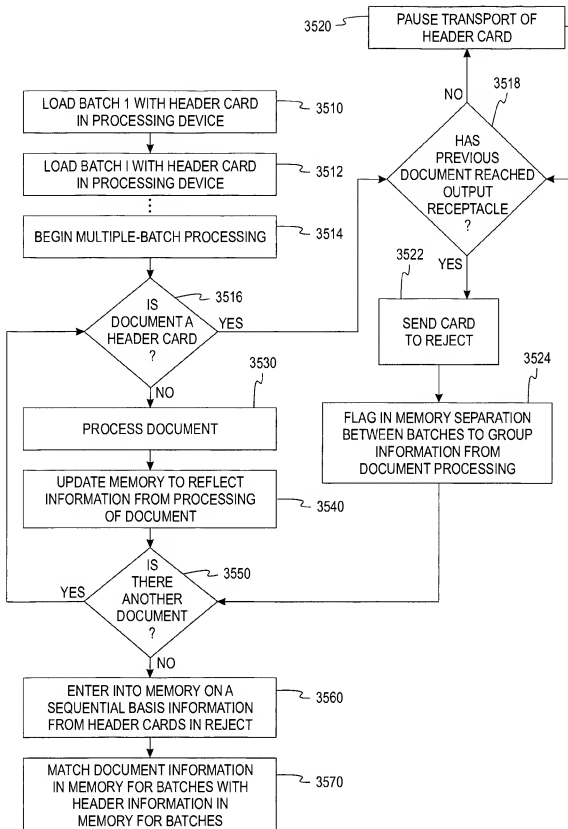 3520
PAUSE TRANSPORT OF
HEADER CARD
LOAD BATCH 1 WITH HEADER CARD
IN PROCESSING DEVICE
3510
LOAD BATCH I WITH HEADER CARD
IN PROCESSING DEVICE
3512
BEGIN MULTIPLE-BATCH PROCESSING
3514
IS
DOCUMENT A
HEADER CARD
?
3516
YES
NO
NO
3518
HAS
PREVIOUS
DOCUMENT REACHED
OUTPUT
RECEPTACLE
?
YES
3522
SEND CARD
TO REJECT
3524
FLAG IN MEMORY SEPARATION
BETWEEN BATCHES TO GROUP
INFORMATION FROM
DOCUMENT PROCESSING
3530
PROCESS DOCUMENT
UPDATE MEMORY TO REFLECT
INFORMATION FROM PROCESSING
OF DOCUMENT
3540
IS
THERE
ANOTHER
DOCUMENT
?
3550
YES
NO
ENTER INTO MEMORY ON A
SEQUENTIAL BASIS INFORMATION
FROM HEADER CARDS IN REJECT
3560
MATCH DOCUMENT INFORMATION
IN MEMORY FOR BATCHES WITH
HEADER INFORMATION IN
MEMORY FOR BATCHES
3570